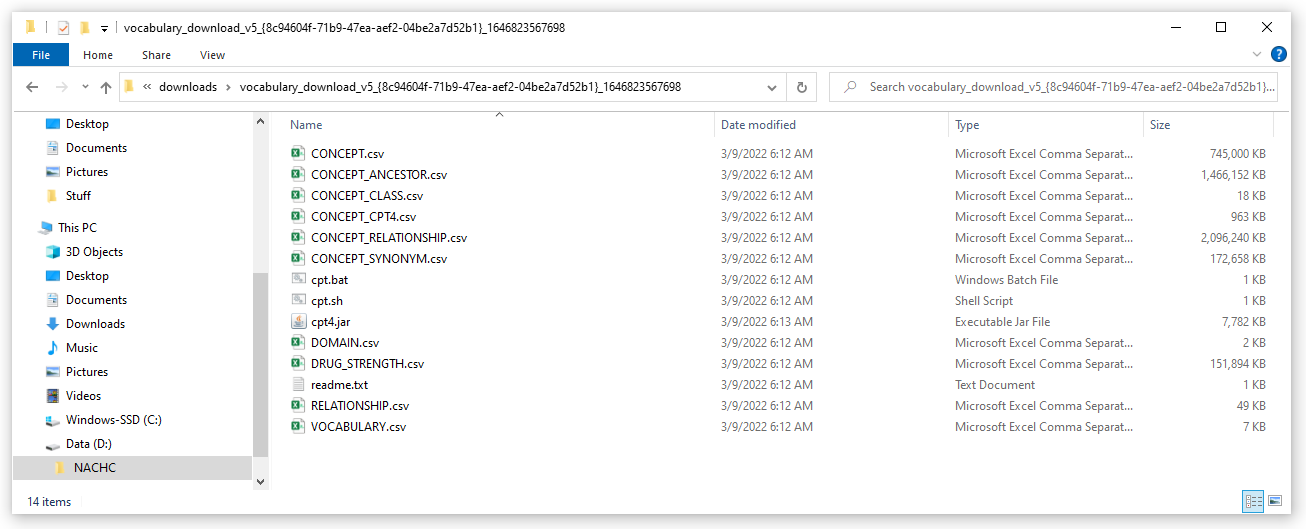 vocabulary_download_v5_{8c94604f-71b9-47ea-aef2-04be2a7d52b1}_1646823567698
File Home Share View ?
« downloads › vocabulary_download_v5_{8c94604f-71b9-47ea-aef2-04be2a7d52b1}_1646823567698 Search vocabulary_download_v5_{8c94604f-71b9-47ea-aef2-04be2a7d52b1}...
Desktop
Documents
Pictures
Stuff
This PC
3D Objects
Desktop
Documents
Downloads
Music
Pictures
Videos
Windows-SSD (C:)
Data (D:)
NACHC
Name Date modified Type Size
CONCEPT.csv 3/9/2022 6:12 AM Microsoft Excel Comma Separat... 745,000 KB
CONCEPT_ANCESTOR.csv 3/9/2022 6:12 AM Microsoft Excel Comma Separat... 1,466,152 KB
CONCEPT_CLASS.csv 3/9/2022 6:12 AM Microsoft Excel Comma Separat... 18 KB
CONCEPT_CPT4.csv 3/9/2022 6:12 AM Microsoft Excel Comma Separat... 963 KB
CONCEPT_RELATIONSHIP.csv 3/9/2022 6:12 AM Microsoft Excel Comma Separat... 2,096,240 KB
CONCEPT_SYNONYM.csv 3/9/2022 6:12 AM Microsoft Excel Comma Separat... 172,658 KB
cpt.bat 3/9/2022 6:12 AM Windows Batch File 1 KB
cpt.sh 3/9/2022 6:12 AM Shell Script 1 KB
cpt4.jar 3/9/2022 6:13 AM Executable Jar File 7,782 KB
DOMAIN.csv 3/9/2022 6:12 AM Microsoft Excel Comma Separat... 2 KB
DRUG_STRENGTH.csv 3/9/2022 6:12 AM Microsoft Excel Comma Separat... 151,894 KB
readme.txt 3/9/2022 6:12 AM Text Document 1 KB
RELATIONSHIP.csv 3/9/2022 6:12 AM Microsoft Excel Comma Separat... 49 KB
VOCABULARY.csv 3/9/2022 6:12 AM Microsoft Excel Comma Separat... 7 KB
14 items